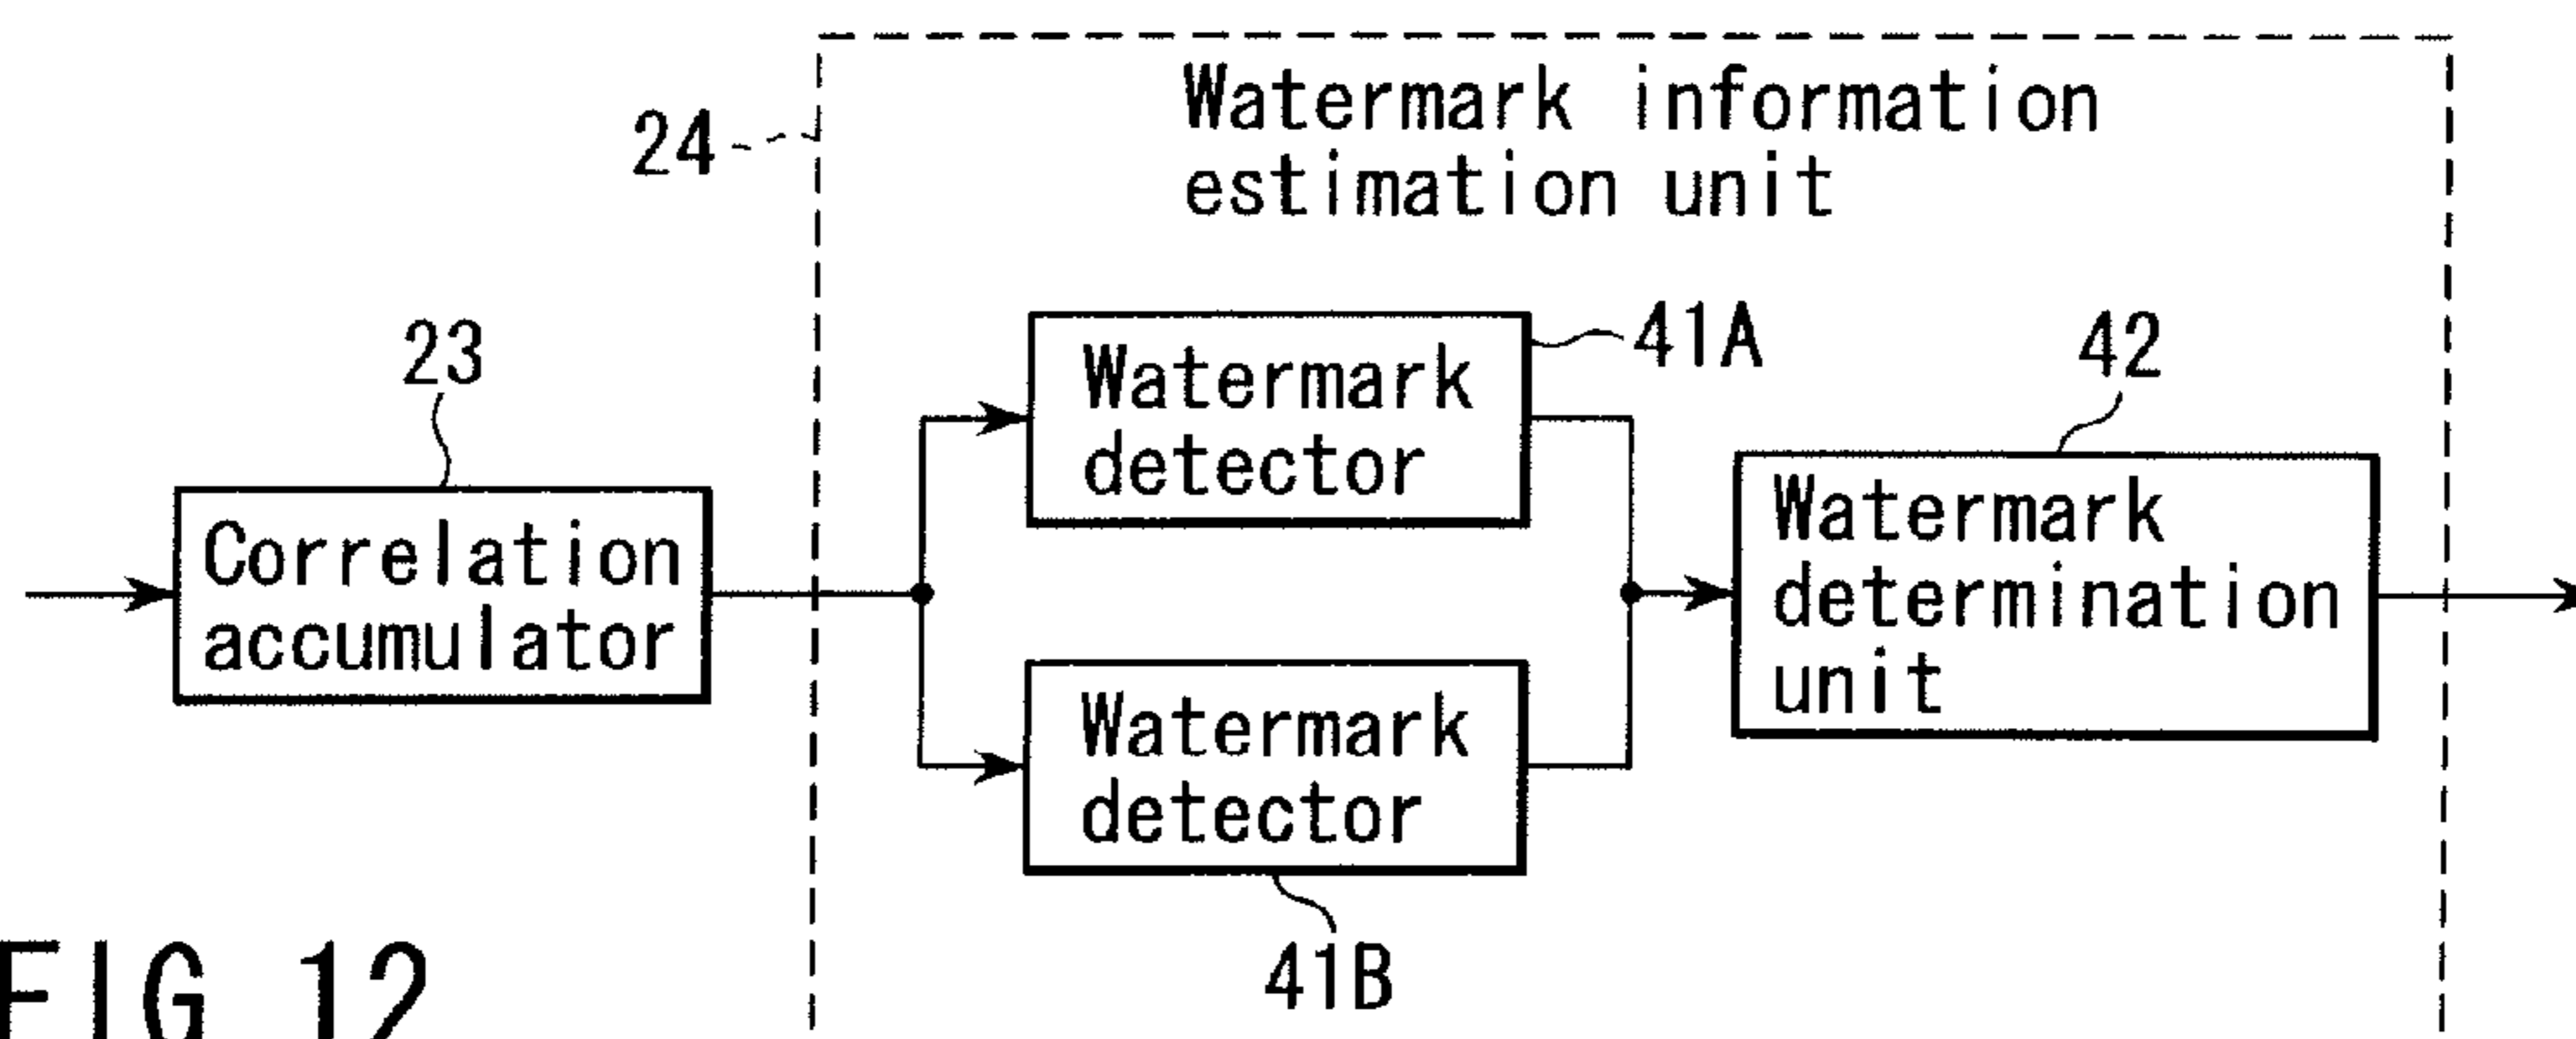 24
Watermark information
estimation unit
23
Correlation
accumulator
41A
Watermark
detector
42
Watermark
determination
unit
Watermark
detector
41B
FIG. 12